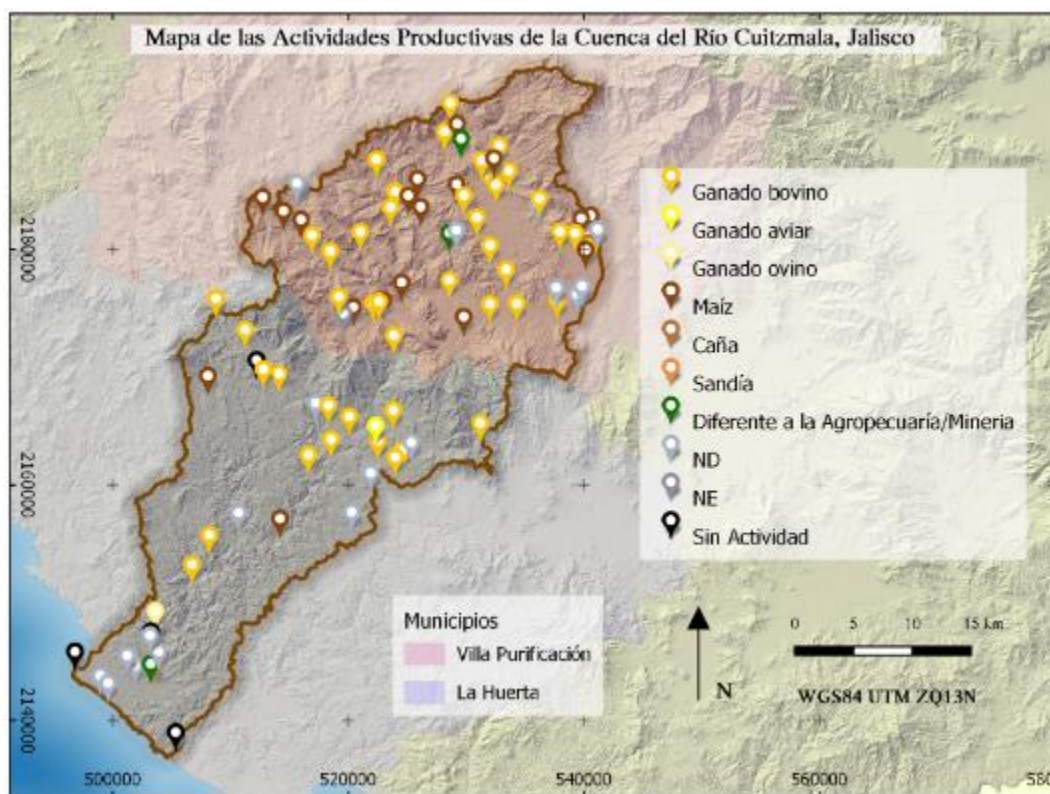 Mapa de las Actividades Productivas de la Cuenca del Río Cuitzmala, Jalisco
Ganado bovino
Ganado aviar
Ganado ovino
Maíz
Caña
Sandía
Diferente a la Agropecuaría/Mineria
ND
NE
Sin Actividad
Municipios
Villa Purificación
La Huerta
0 5 10 15 km
N
WGS84 UTM ZQ13N
2180000
2160000
2140000
500000 520000 540000 560000 580